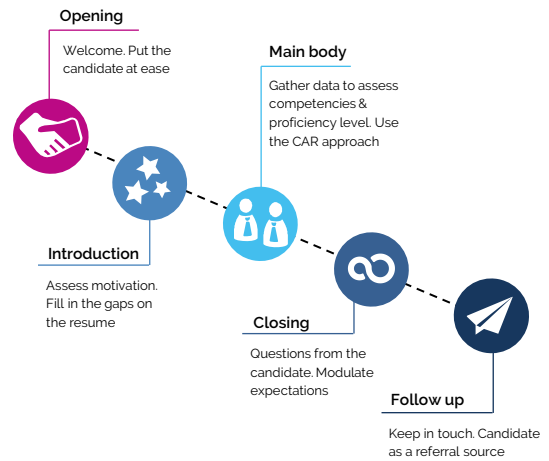 Opening
Welcome. Put the
candidate at ease
Introduction
Assess motivation.
Fill in the gaps on
the resume
Main body
Gather data to assess
competencies &
proficiency level. Use
the CAR approach
Closing
Questions from the
candidate. Modulate
expectations
Follow up
Keep in touch. Candidate
as a referral source